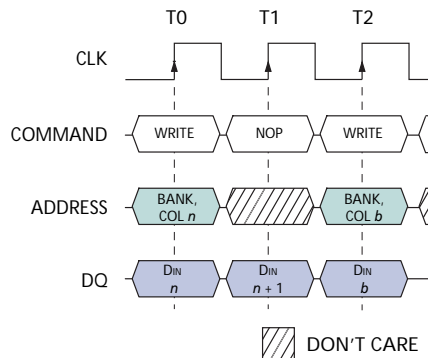 T0 T1 T2
CLK
COMMAND WRITE NOP WRITE
ADDRESS BANK, COL n BANK, COL b
DQ DIN n DIN n + 1 DIN b
DON'T CARE